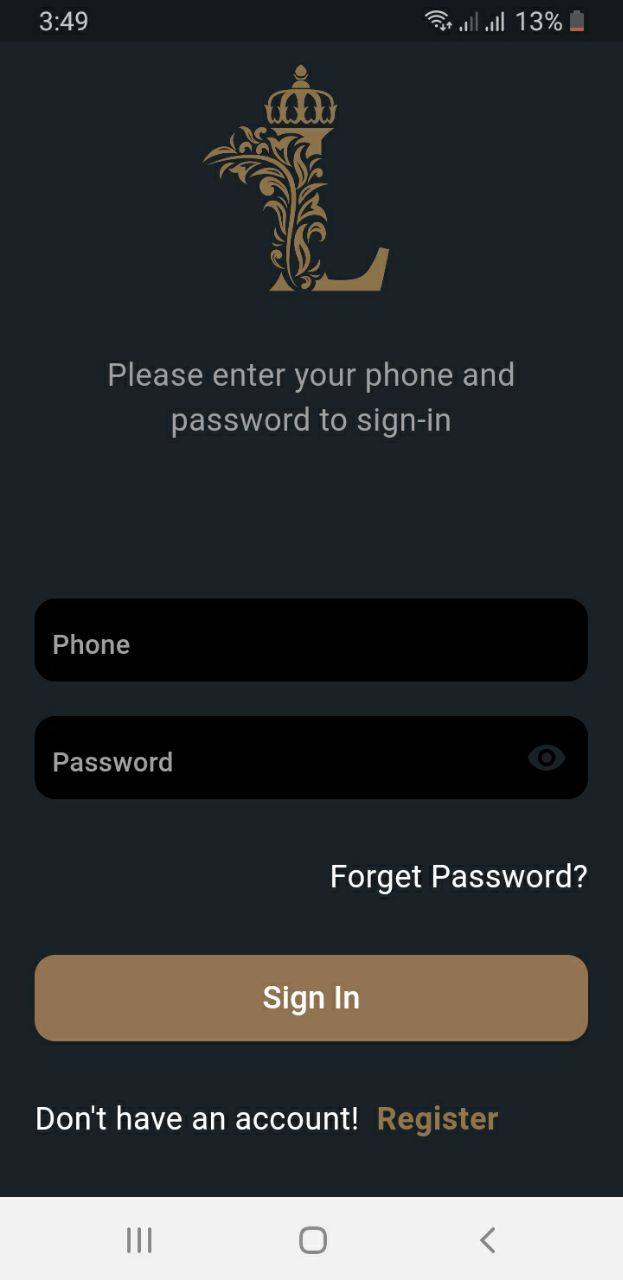 3:49 13%
L
Please enter your phone and
password to sign-in
Phone
Password
Forget Password?
Sign In
Don't have an account! Register